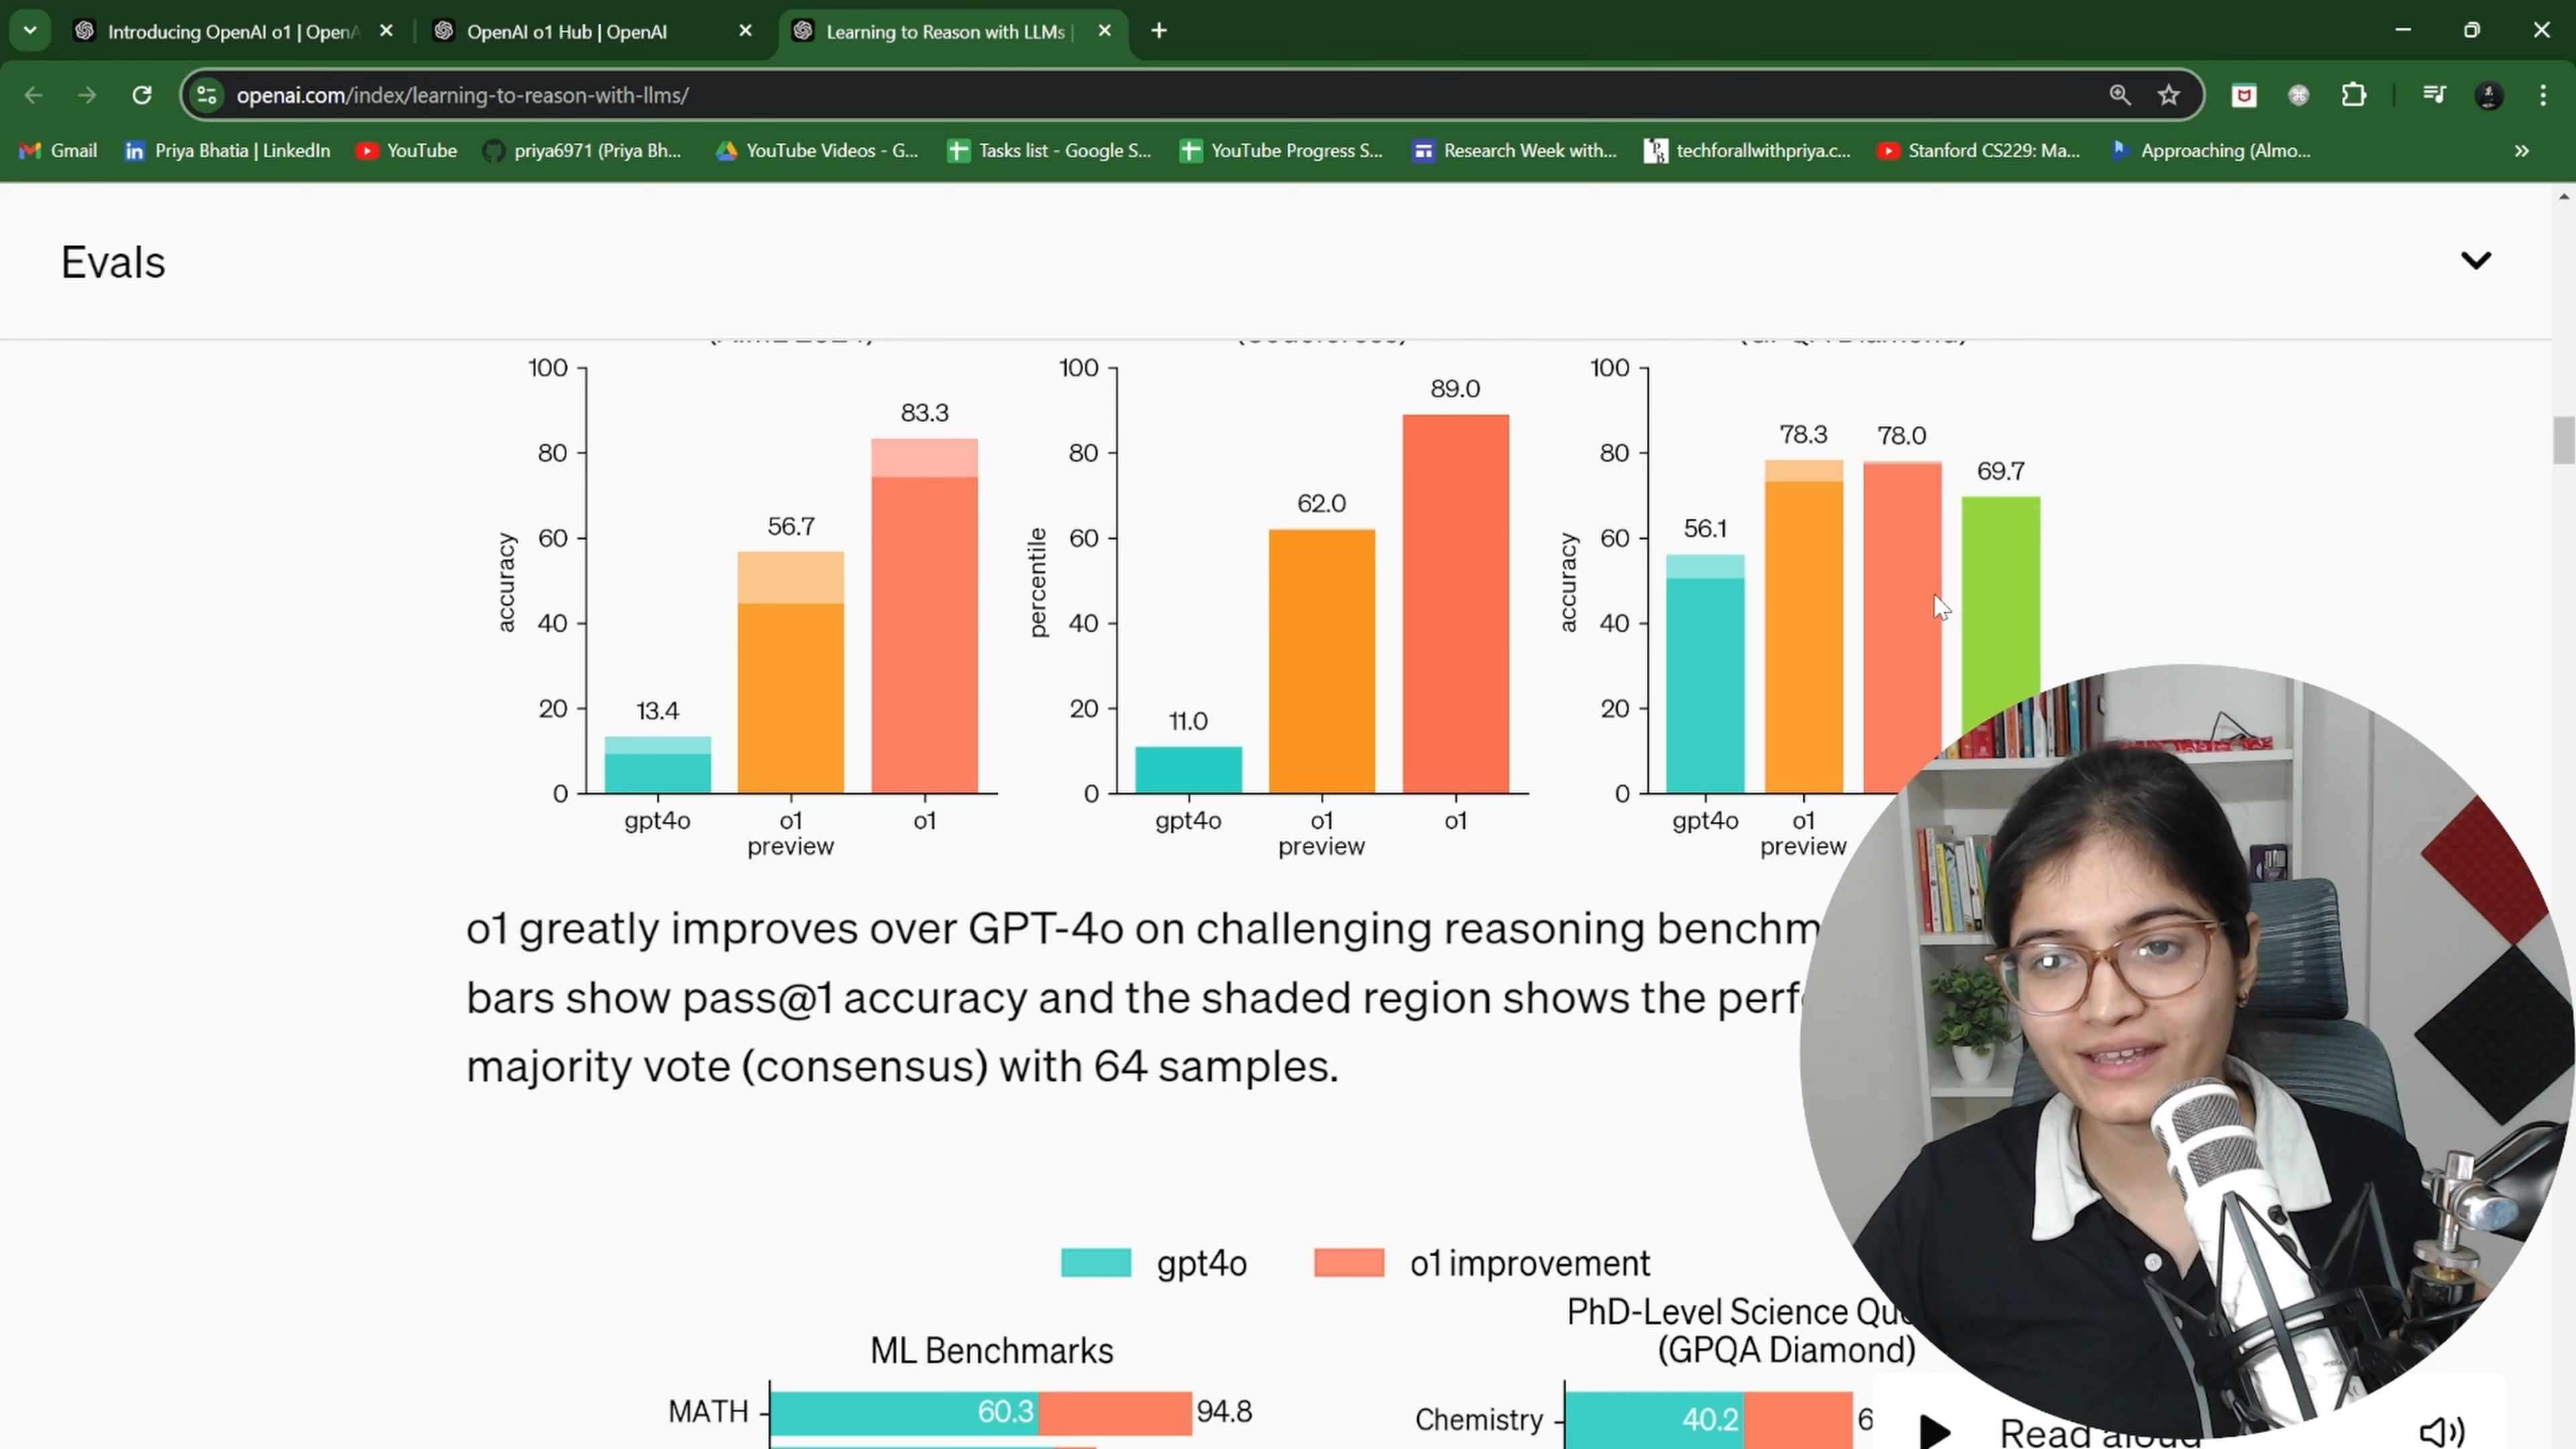 Introducing OpenAI o1 | OpenA
OpenAI o1 Hub | OpenAI
Learning to Reason with LLMs |
openai.com/index/learning-to-reason-with-llms/
Gmail
Priya Bhatia | LinkedIn
YouTube
priya6971 (Priya Bh...
YouTube Videos - G...
Tasks list - Google S...
YouTube Progress S...
Research Week with...
techforallwithpriya.c...
Stanford CS229: Ma...
Approaching (Almo...
Evals
100
80
60
40
20
0
accuracy
13.4
56.7
83.3
gpt4o
o1 preview
o1
100
80
60
40
20
0
percentile
11.0
62.0
89.0
gpt4o
o1 preview
o1
100
80
60
40
20
0
accuracy
56.1
78.3
78.0
69.7
gpt4o
o1 preview
o1 greatly improves over GPT-4o on challenging reasoning benchm
bars show pass@1 accuracy and the shaded region shows the perf
majority vote (consensus) with 64 samples.
gpt4o
o1 improvement
ML Benchmarks
MATH
60.3
94.8
PhD-Level Science Qu
(GPQA Diamond)
Chemistry
40.2
6
Read aloud